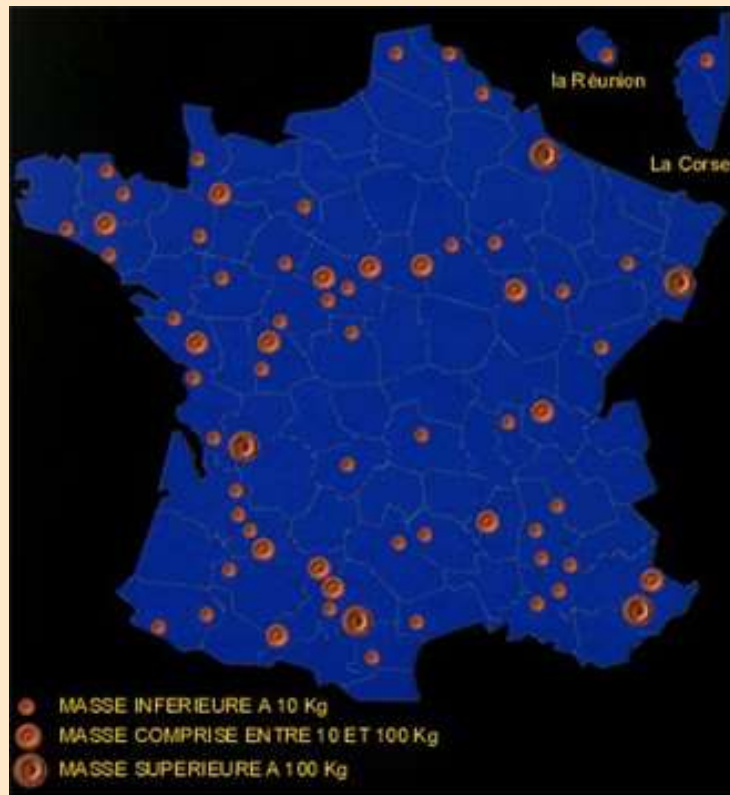 la Réunion
La Corse
MASSE INFERIEURE A 10 Kg
MASSE COMPRISE ENTRE 10 ET 100 Kg
MASSE SUPERIEURE A 100 Kg